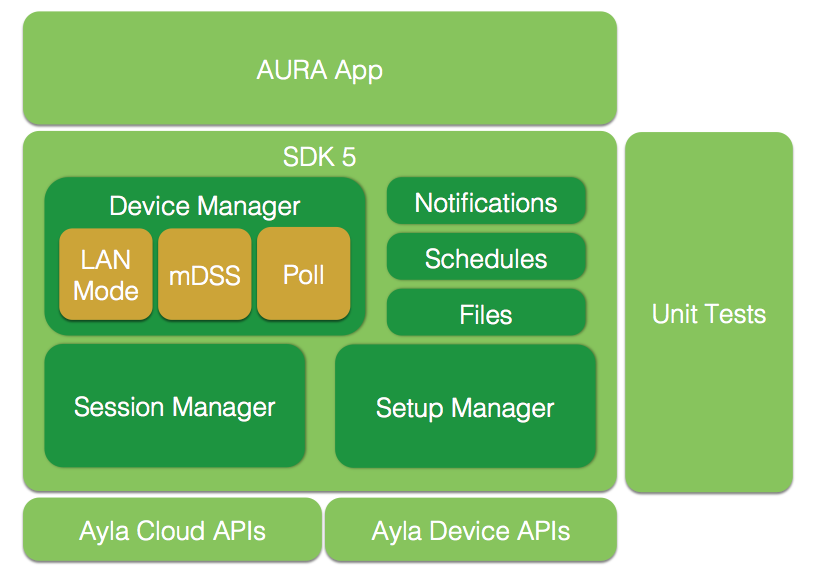 AURA App
SDK 5
Device Manager
LAN
Mode
mDSS
Poll
Notifications
Schedules
Files
Session Manager
Setup Manager
Unit Tests
Ayla Cloud APIs
Ayla Device APIs